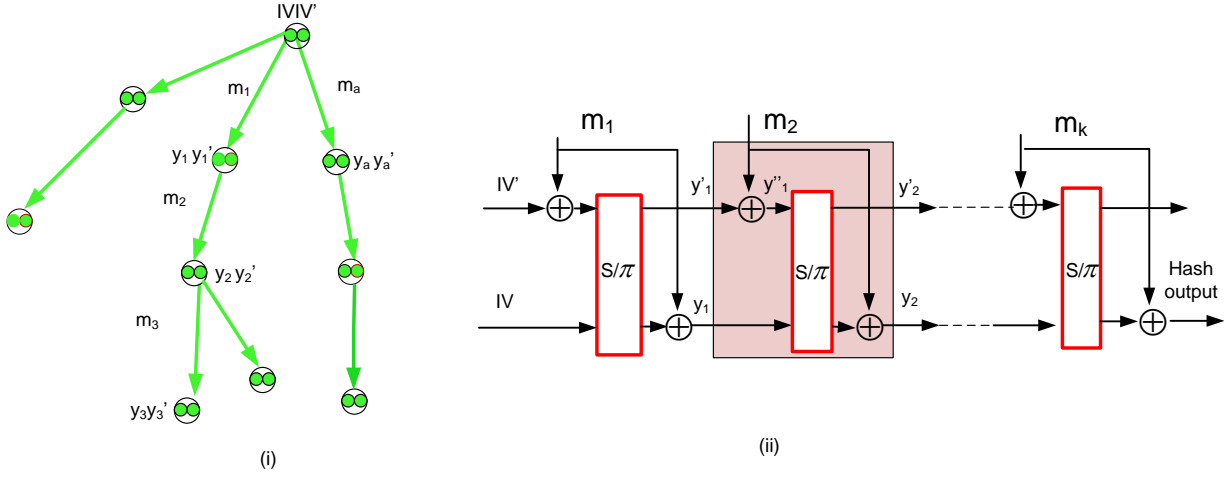 IVIV'
m₁
mₐ
y₁ y₁'
yₐ yₐ'
m₂
y₂ y₂'
m₃
y₃y₃'
(i)
m₁
m₂
mₖ
IV'
y'₁
y''₁
y'₂
S/π
S/π
S/π
Hash
output
IV
y₁
y₂
(ii)